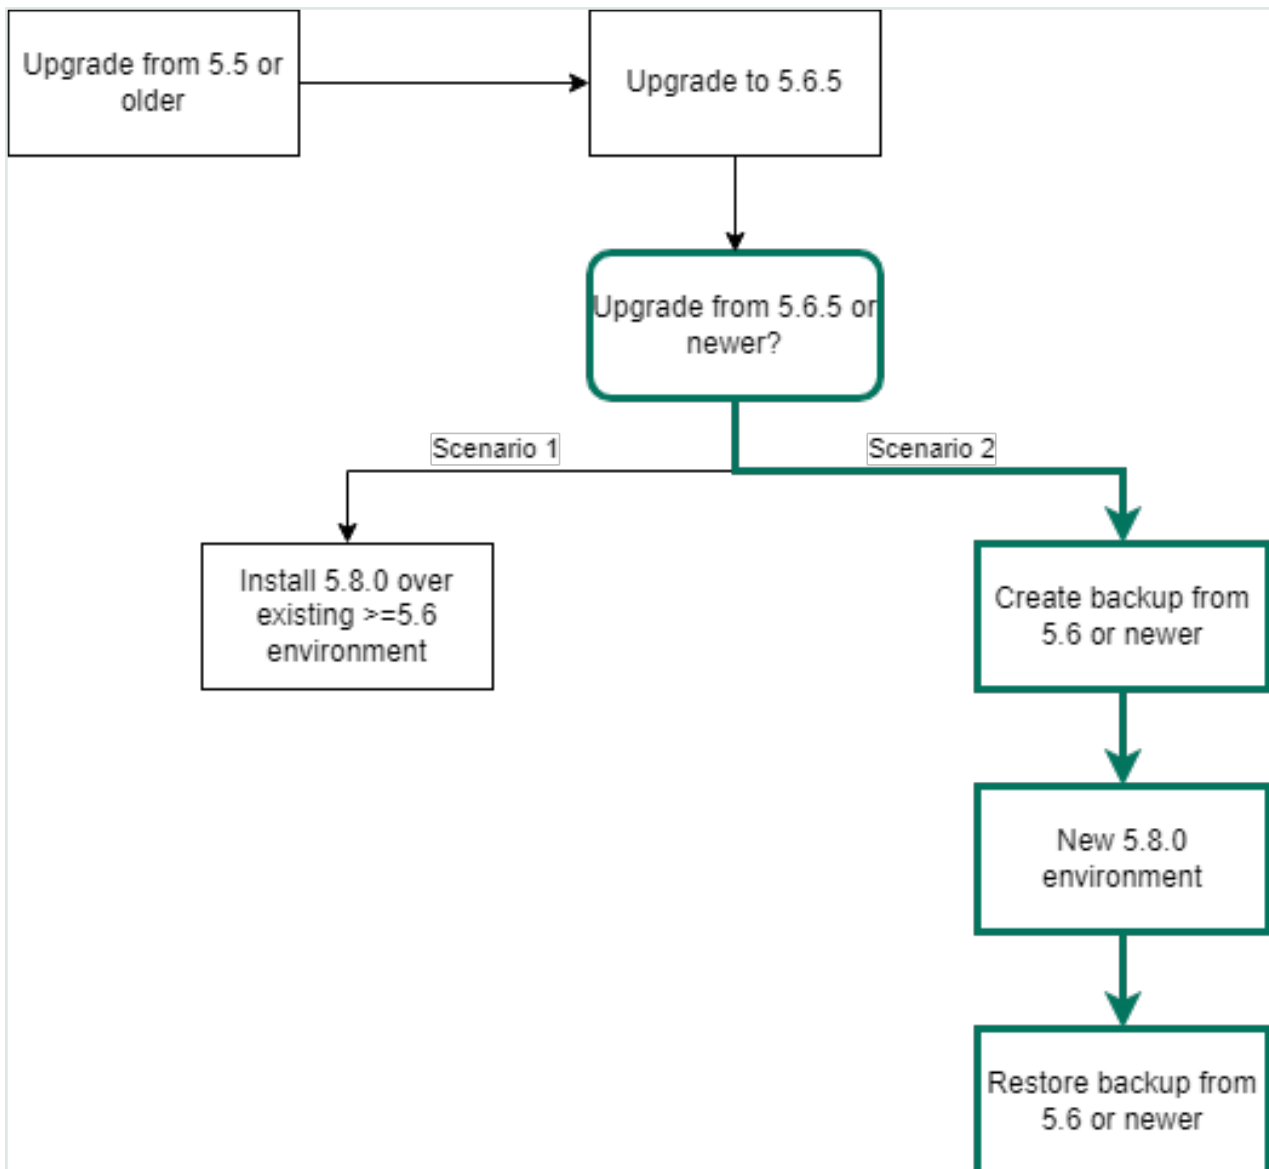 Upgrade from 5.5 or
older
Upgrade to 5.6.5
Upgrade from 5.6.5 or
newer?
Scenario 1
Scenario 2
Install 5.8.0 over
existing >=5.6
environment
Create backup from
5.6 or newer
New 5.8.0
environment
Restore backup from
5.6 or newer